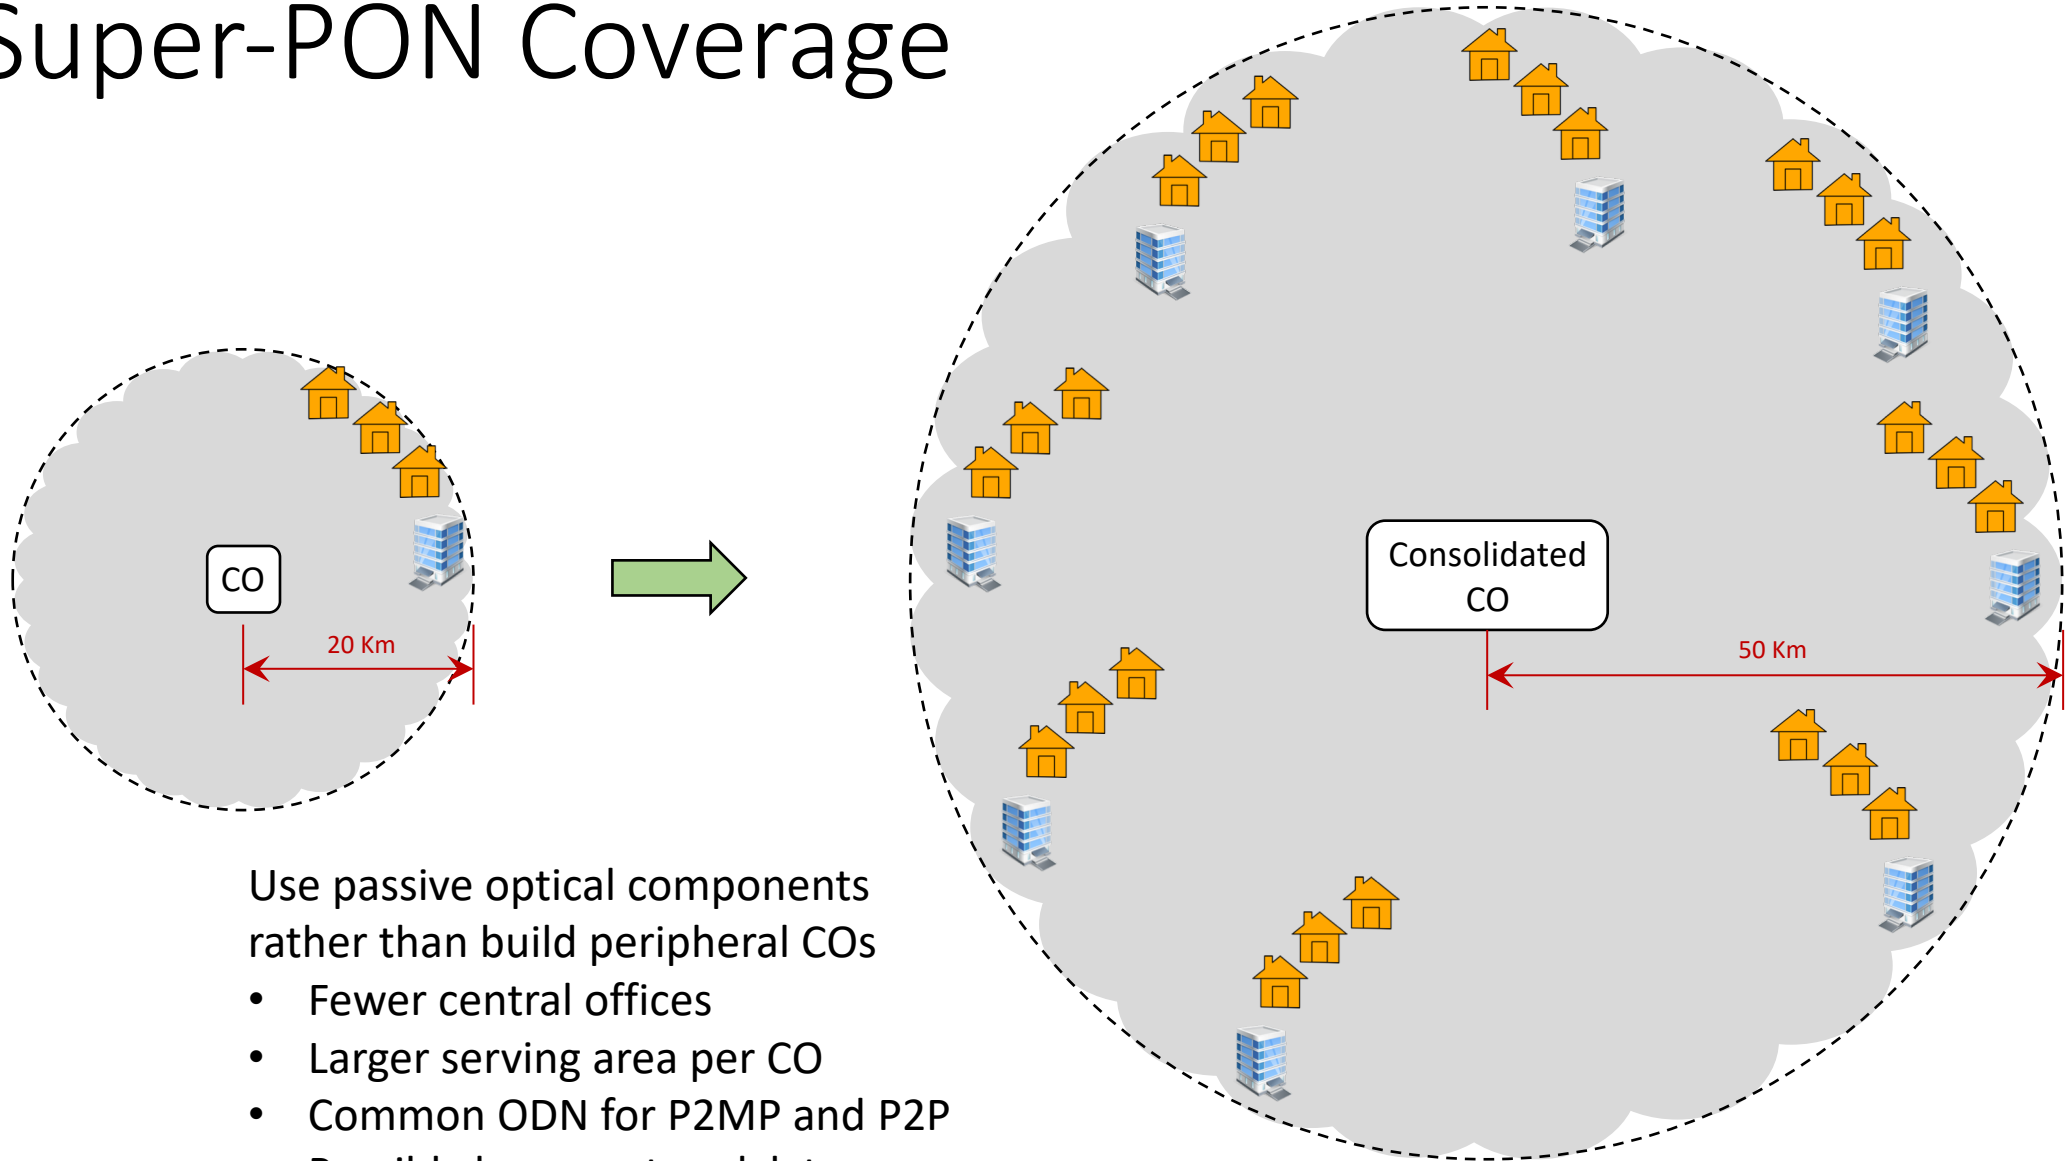 Super-PON Coverage
CO
20 Km
Consolidated
CO
50 Km
Use passive optical components
rather than build peripheral COs
• Fewer central offices
• Larger serving area per CO
• Common ODN for P2MP and P2P